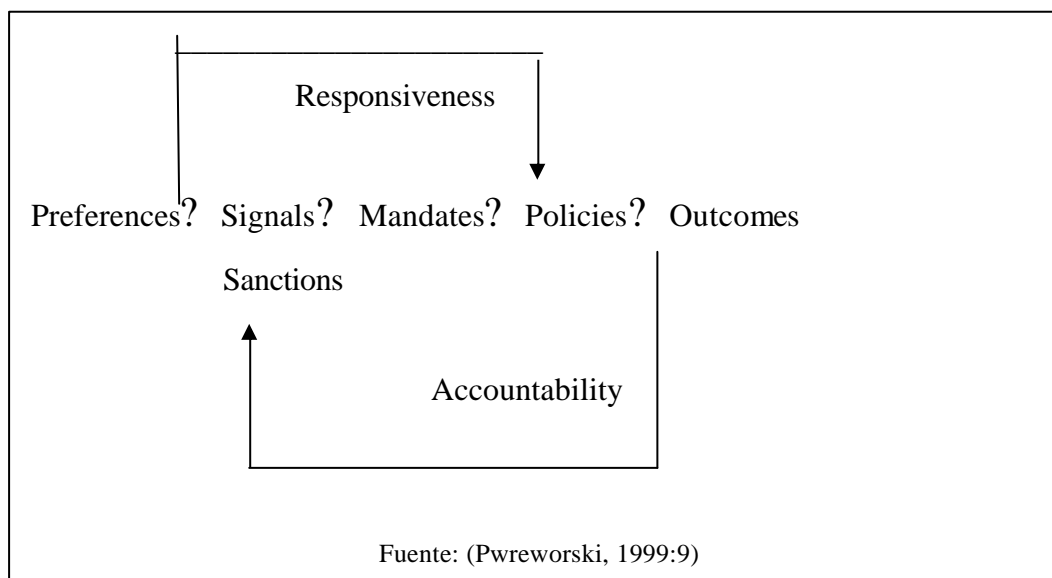 Responsiveness
Preferences? Signals? Mandates? Policies? Outcomes
Sanctions
Accountability
Fuente: (Pwreworski, 1999:9)